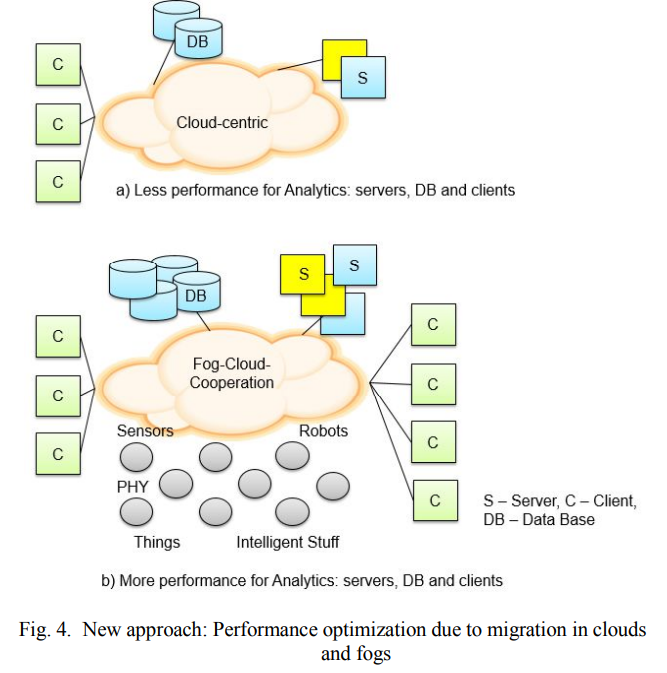 DB
C
S
C
Cloud-centric
C
a) Less performance for Analytics: servers, DB and clients
S
S
DB
C
C
Fog-Cloud-
Cooperation
C
C
C
Sensors
Robots
C
C
PHY
C
S – Server, C – Client,
DB – Data Base
Things
Intelligent Stuff
b) More performance for Analytics: servers, DB and clients
Fig. 4. New approach: Performance optimization due to migration in clouds
and fogs